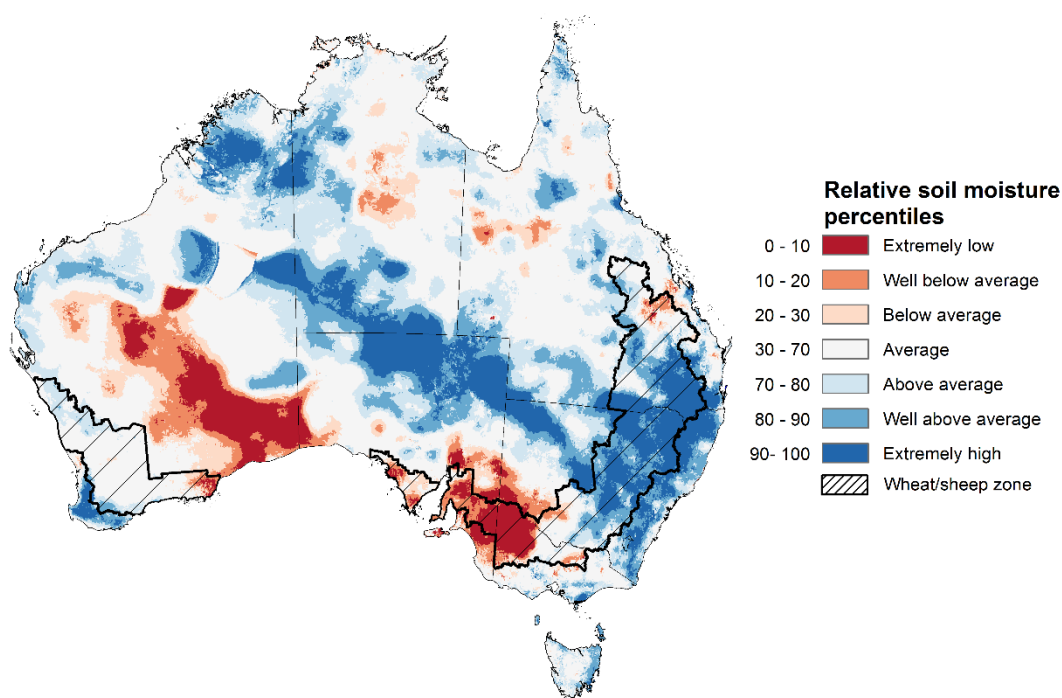 Relative soil moisture
percentiles
0 - 10 Extremely low
10 - 20 Well below average
20 - 30 Below average
30 - 70 Average
70 - 80 Above average
80 - 90 Well above average
90- 100 Extremely high
Wheat/sheep zone